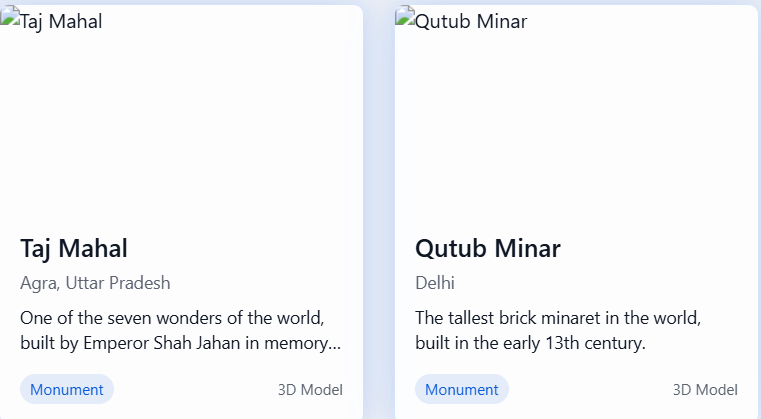 Taj Mahal
Qutub Minar
Taj Mahal
Agra, Uttar Pradesh
One of the seven wonders of the world,
built by Emperor Shah Jahan in memory...
Monument
3D Model
Qutub Minar
Delhi
The tallest brick minaret in the world,
built in the early 13th century.
Monument
3D Model